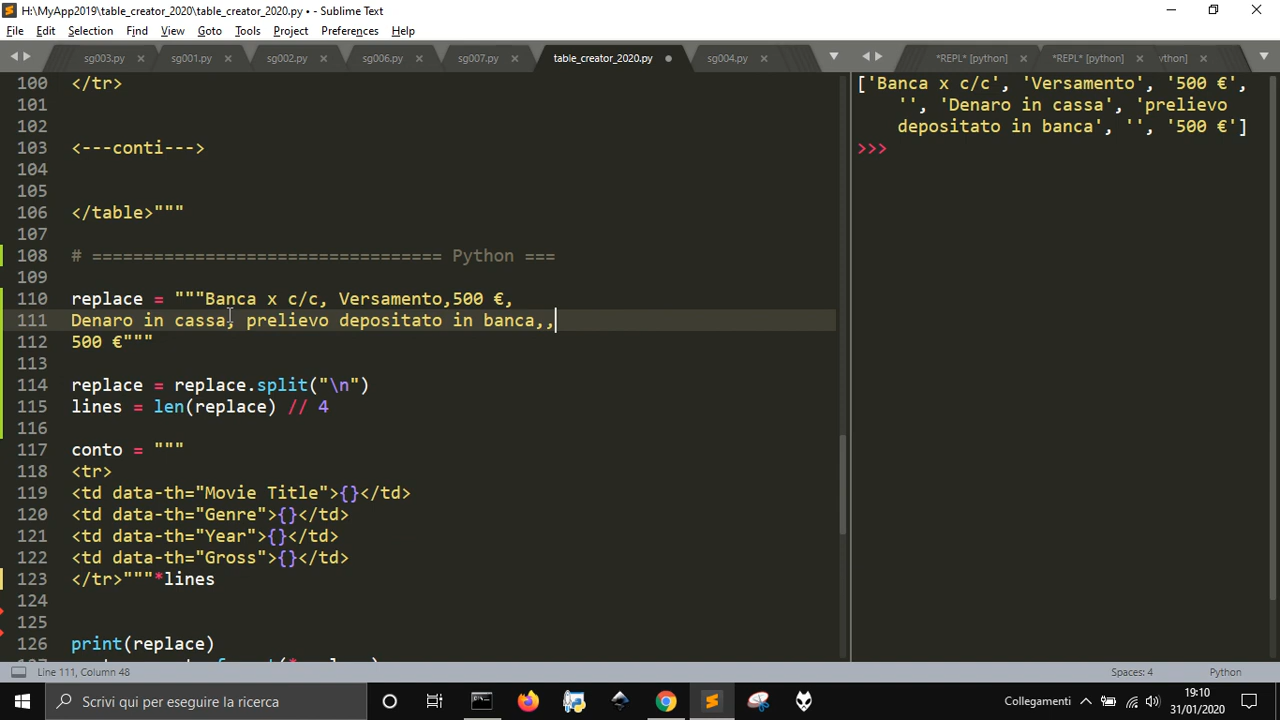 H:\MyApp2019\table_creator_2020\table_creator_2020.py • - Sublime Text
File Edit Selection Find View Goto Tools Project Preferences Help
sg003.py sg001.py sg002.py sg006.py sg007.py table_creator_2020.py sg004.py *REPL* [python] *REPL* [python] ython]
100 </tr>
101
102
103 <---conti--->
104
105
106 </table>"""
107
108 # ================================== Python ===
109
110 replace = """Banca x c/c, Versamento,500 €,
111 Denaro in cassa, prelievo depositato in banca,,
112 500 €"""
113
114 replace = replace.split("\n")
115 lines = len(replace) // 4
116
117 conto = """
118 <tr>
119 <td data-th="Movie Title">{}</td>
120 <td data-th="Genre">{}</td>
121 <td data-th="Year">{}</td>
122 <td data-th="Gross">{}</td>
123 </tr>"""*lines
124
125
126 print(replace)
['Banca x c/c', 'Versamento', '500 €',
'', 'Denaro in cassa', 'prelievo
depositato in banca', '', '500 €']
>>>
Line 111, Column 48 Spaces: 4 Python
Scrivi qui per eseguire la ricerca
Collegamenti
19:10
31/01/2020